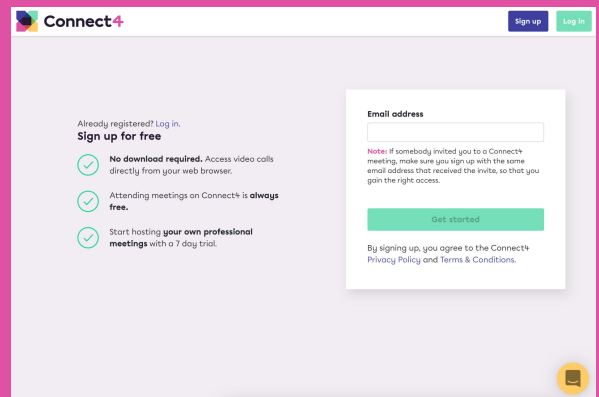 Connect4
Sign up
Log in
Already registered? Log in.
Sign up for free
No download required. Access video calls
directly from your web browser.
Attending meetings on Connect4 is always
free.
Start hosting your own professional
meetings with a 7 day trial.
Email address
Note: If somebody invited you to a Connect4
meeting, make sure you sign up with the same
email address that received the invite, so that you
gain the right access.
Get started
By signing up, you agree to the Connect4
Privacy Policy and Terms & Conditions.